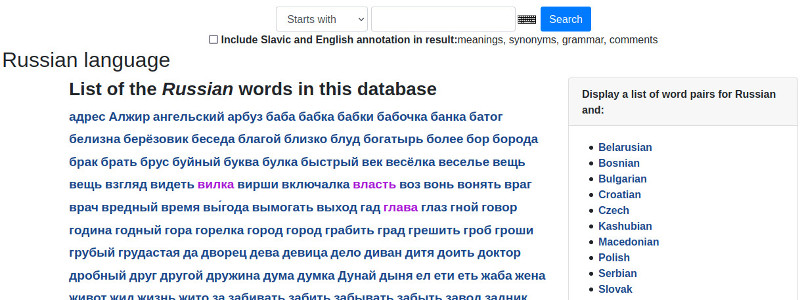 Starts with
Search
Include Slavic and English annotation in result:meanings, synonyms, grammar, comments
Russian language
List of the Russian words in this database
адрес Алжир ангельский арбуз баба бабка бабки бабочка банка батог
белизна берёзовик беседа благой близко блуд богатырь более бор борода
брак брать брус буйный буква булка быстрый век весёлка веселье вещь
вещь взгляд видеть вилка вирши включалка власть воз вонь вонять враг
врач вредный время вы́года вымогать выход гад глава глаз гной говор
година годный гора горелка город город грабить град грешить гроб гроши
грубый грудастая да дворец дева девица дело диван дитя доить доктор
дробный друг другой дружина дума думка Дунай дыня ел ети еть жаба жена
живот жид жизнь жито за забивать забить забывать забыть завод задник
Display a list of word pairs for Russian
and:
Belarusian
Bosnian
Bulgarian
Croatian
Czech
Kashubian
Macedonian
Polish
Serbian
Slovak